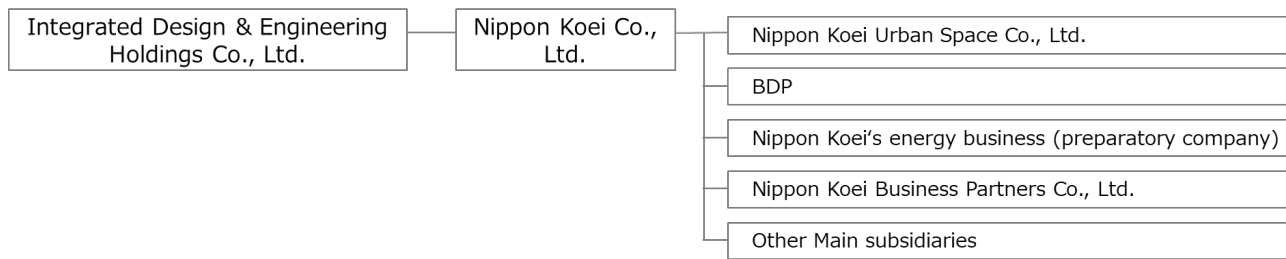 Integrated Design & Engineering
Holdings Co., Ltd.
Nippon Koei Co.,
Ltd.
Nippon Koei Urban Space Co., Ltd.
BDP
Nippon Koei‘s energy business (preparatory company)
Nippon Koei Business Partners Co., Ltd.
Other Main subsidiaries